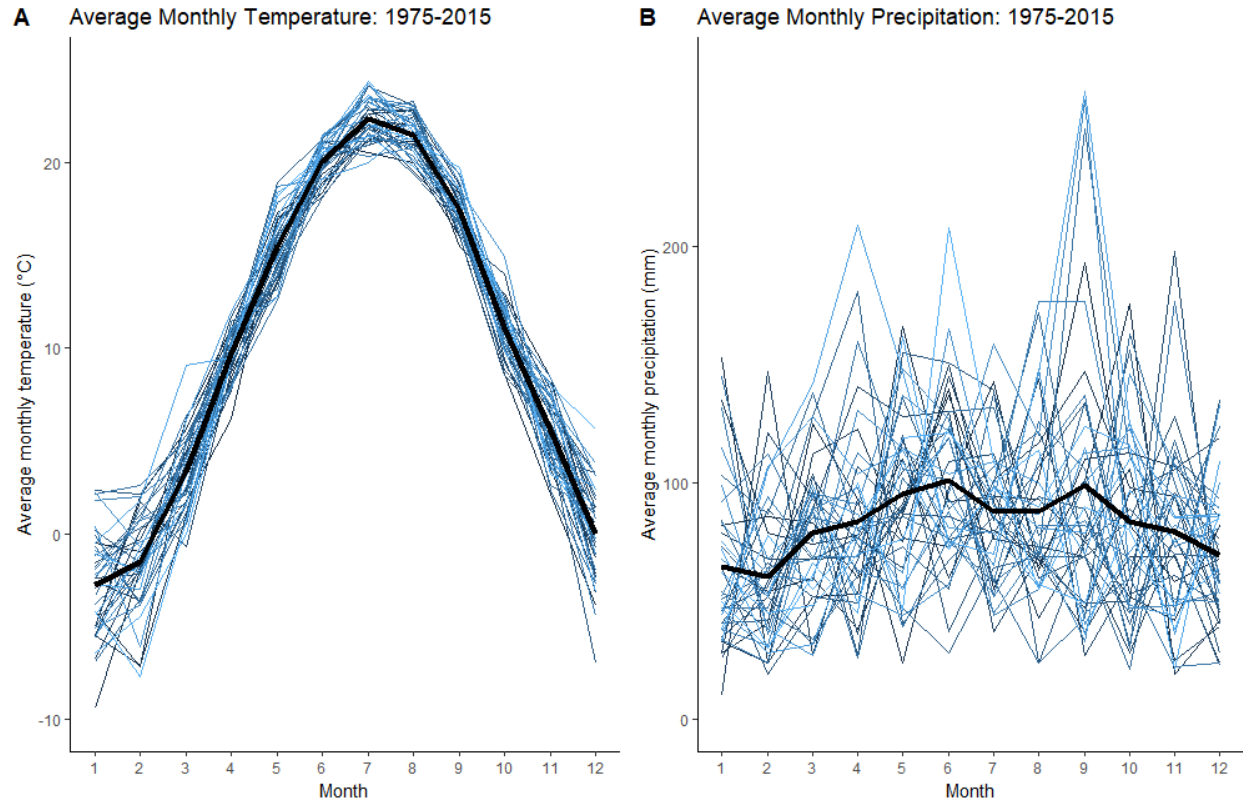 A Average Monthly Temperature: 1975-2015
Average monthly temperature (°C)
20
10
0
-10
1 2 3 4 5 6 7 8 9 10 11 12
Month
B Average Monthly Precipitation: 1975-2015
Average monthly precipitation (mm)
200
100
0
1 2 3 4 5 6 7 8 9 10 11 12
Month